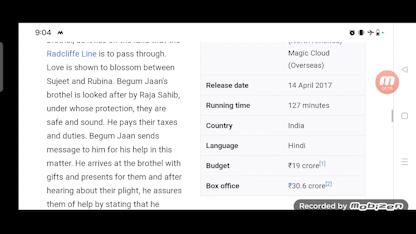 9:04
Radcliffe Line is to pass through.
Love is shown to blossom between
Sujeet and Rubina. Begum Jaan's
brothel is looked after by Raja Sahib,
under whose protection, they are
safe and sound. He pays their taxes
and duties. Begum Jaan sends
message to him for his help in this
matter. He arrives at the brothel with
gifts and presents for them and after
hearing about their plight, he assures
them of help by stating that he
Magic Cloud
(Overseas)
Release date 14 April 2017
Running time 127 minutes
Country India
Language Hindi
Budget ₹19 crore[1]
Box office ₹30.6 crore[2]
Recorded by Mobizen